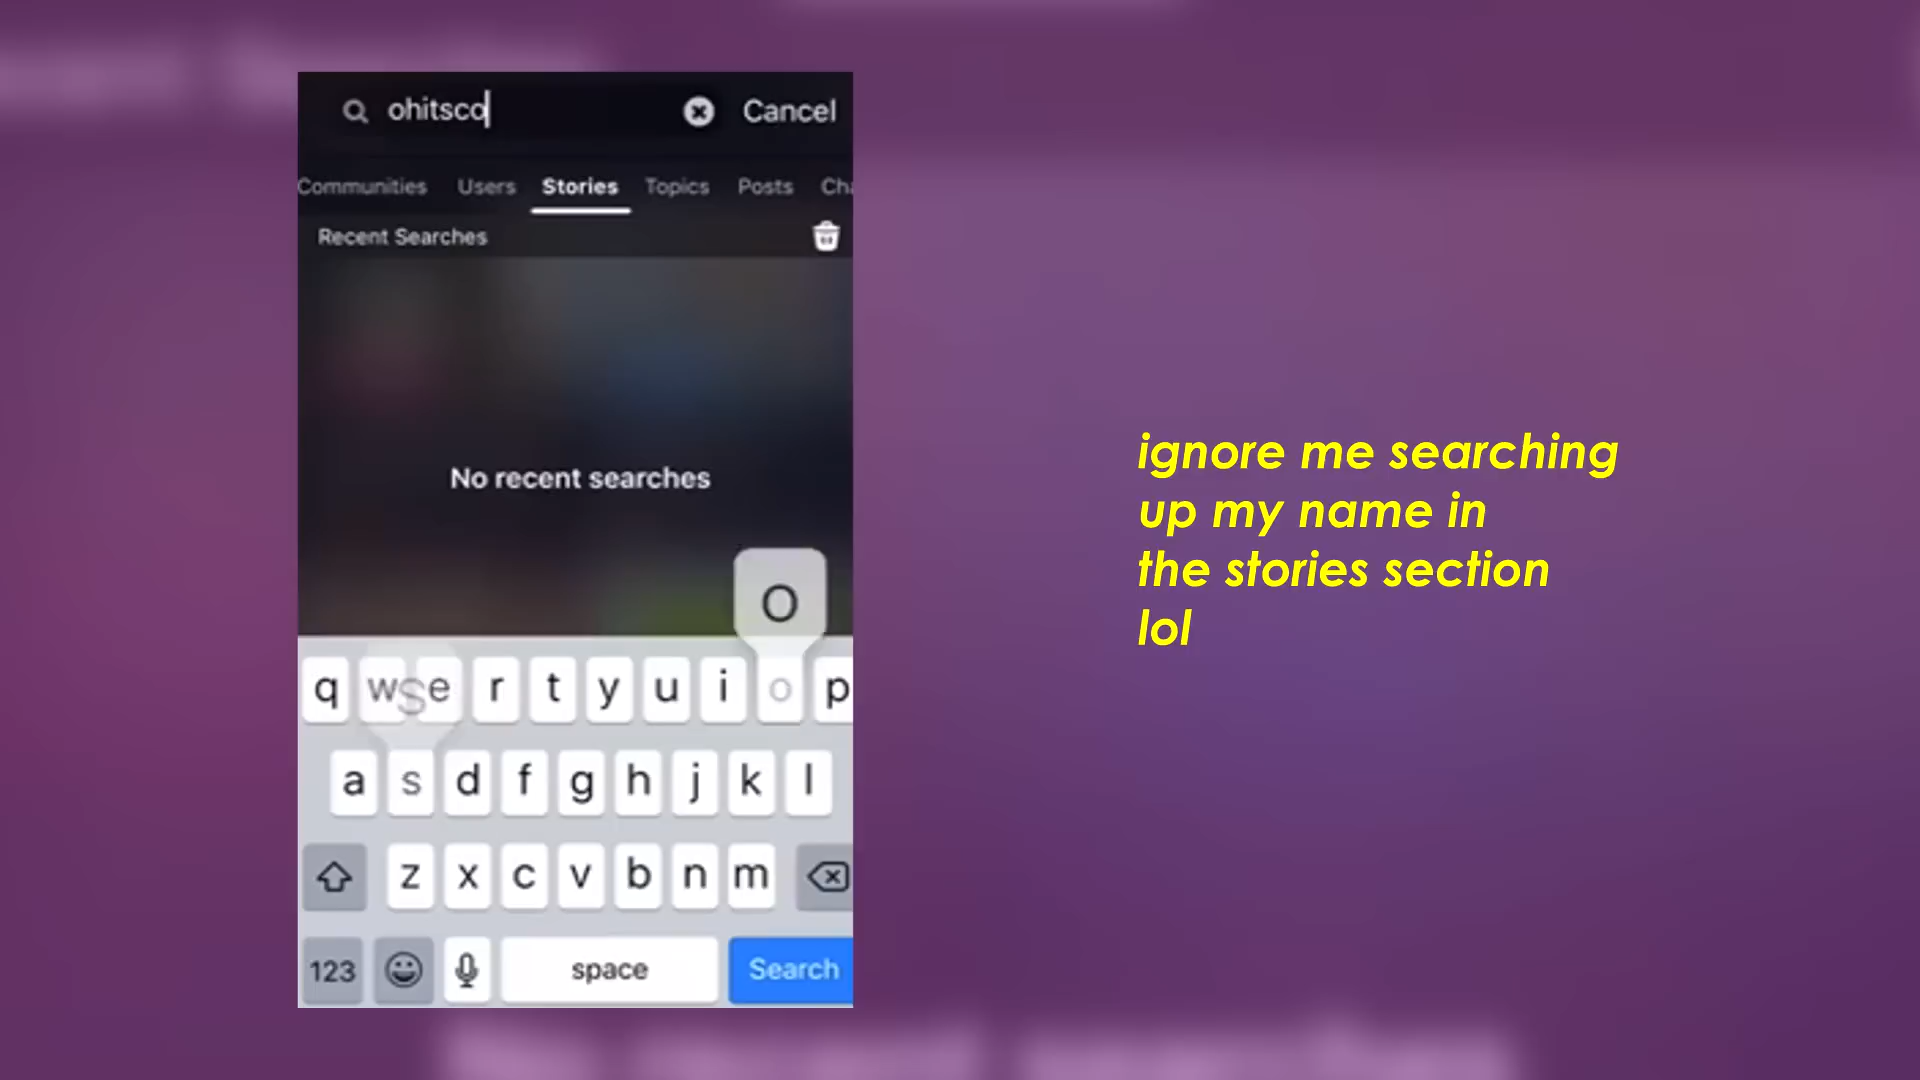 ohitsco
Cancel
Communities Users Stories Topics Posts Cha
Recent Searches
No recent searches
O
q w S e r t y u i o p
a s d f g h j k l
z x c v b n m
123 space Search
ignore me searching
up my name in
the stories section
lol